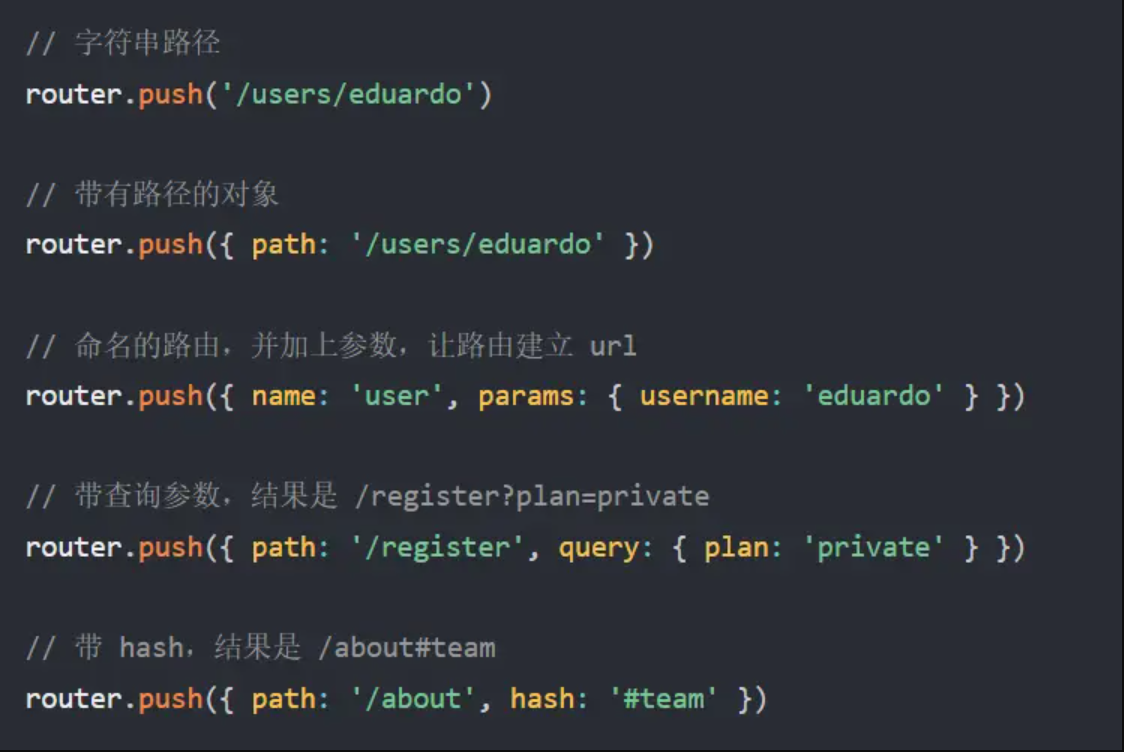 // 字符串路径
router.push('/users/eduardo')
// 带有路径的对象
router.push({ path: '/users/eduardo' })
// 命名的路由，并加上参数，让路由建立 url
router.push({ name: 'user', params: { username: 'eduardo' } })
// 带查询参数，结果是 /register?plan=private
router.push({ path: '/register', query: { plan: 'private' } })
// 带 hash，结果是 /about#team
router.push({ path: '/about', hash: '#team' })